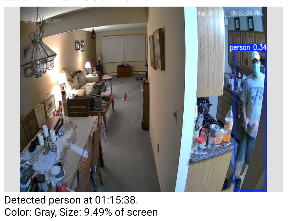 person 0.34
Detected person at 01:15:38.
Color: Gray, Size: 9.49% of screen